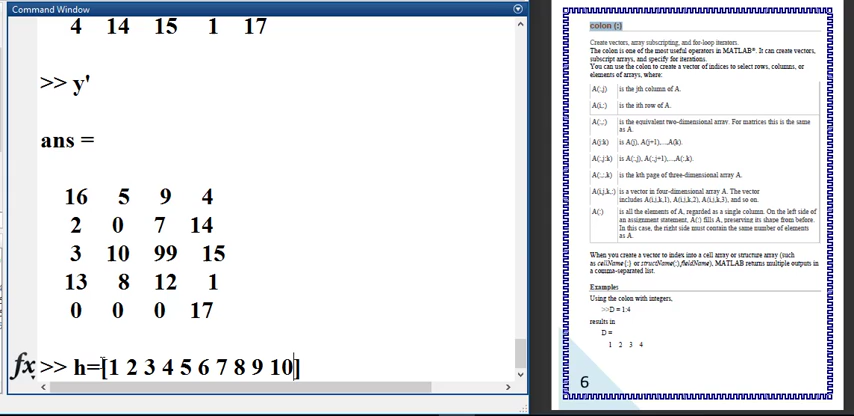 Command Window
4 14 15 1 17
>> y'
ans =
16 5 9 4
2 0 7 14
3 10 99 15
13 8 12 1
0 0 0 17
fx >> h=[1 2 3 4 5 6 7 8 9 10]
colon (:)
Create vectors, array subscripting, and for-loop iterators.
The colon is one of the most useful operators in MATLAB®. It can create vectors,
subscript arrays, and specify for iterations.
You can use the colon to create a vector of indices to select rows, columns, or
elements of arrays, where:
A(:,j) is the jth column of A.
A(i,:) is the ith row of A.
A(:,:) is the equivalent two-dimensional array. For matrices this is the same
as A.
A(j:k) is A(j), A(j+1),...,A(k).
A(:,j:k) is A(:,j), A(:,j+1),...,A(:,k).
A(:,:,k) is the kth page of three-dimensional array A.
A(i,j,k,:) is a vector in four-dimensional array A. The vector
includes A(i,j,k,1), A(i,j,k,2), A(i,j,k,3), and so on.
A(:) is all the elements of A, regarded as a single column. On the left side of
an assignment statement, A(:) fills A, preserving its shape from before.
In this case, the right side must contain the same number of elements
as A.
When you create a vector to index into a cell array or structure array (such
as cellName{:} or structName(:).fieldName), MATLAB returns multiple outputs in
a comma-separated list.
Examples
Using the colon with integers,
>>D = 1:4
results in
D =
1 2 3 4
6